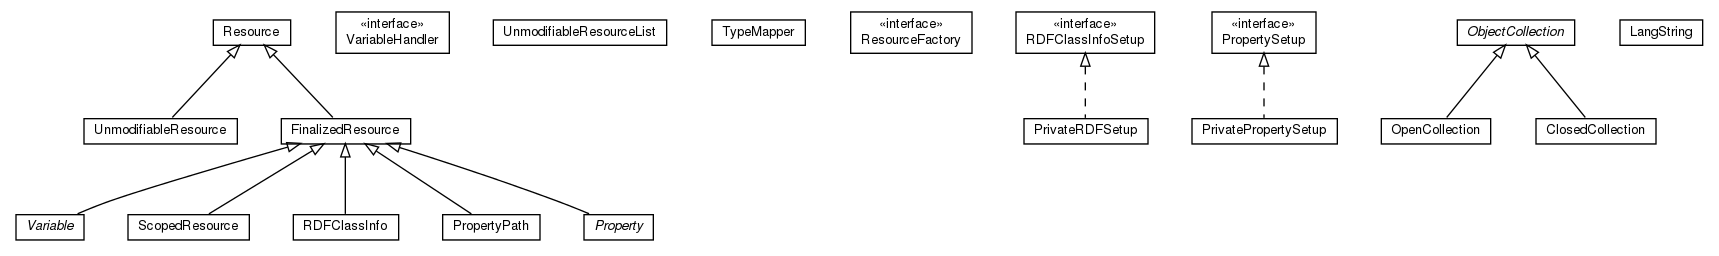 Resource
«interface»
VariableHandler
UnmodifiableResourceList
TypeMapper
«interface»
ResourceFactory
«interface»
RDFClassInfoSetup
«interface»
PropertySetup
ObjectCollection
LangString
UnmodifiableResource
FinalizedResource
PrivateRDFSetup
PrivatePropertySetup
OpenCollection
ClosedCollection
Variable
ScopedResource
RDFClassInfo
PropertyPath
Property